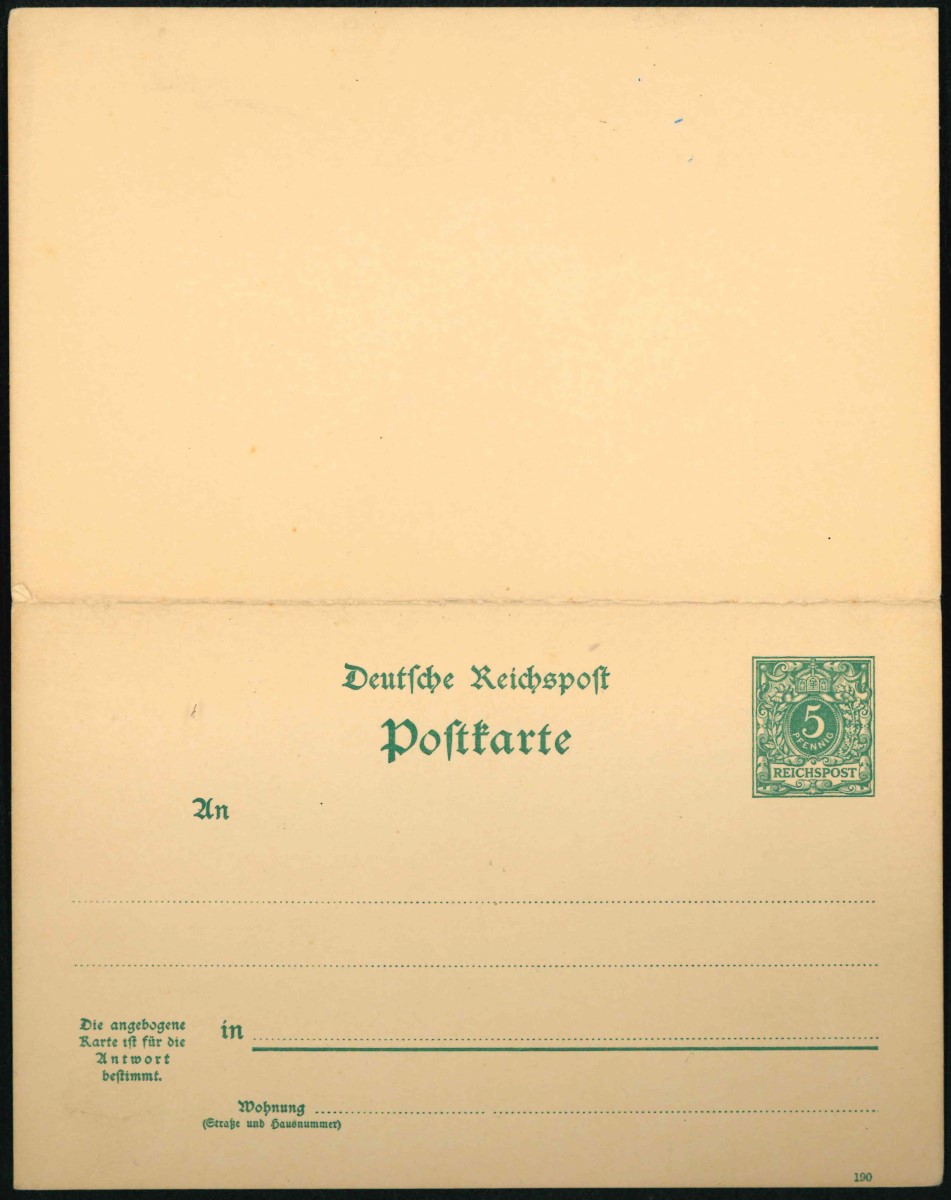 Deutſche Reichspoſt
Poſtkarte
5
PFENNIG
REICHSPOST
An
Die angebogene
Karte iſt für die
Antwort
beſtimmt.
in
Wohnung
(Straße und Hausnummer)
190